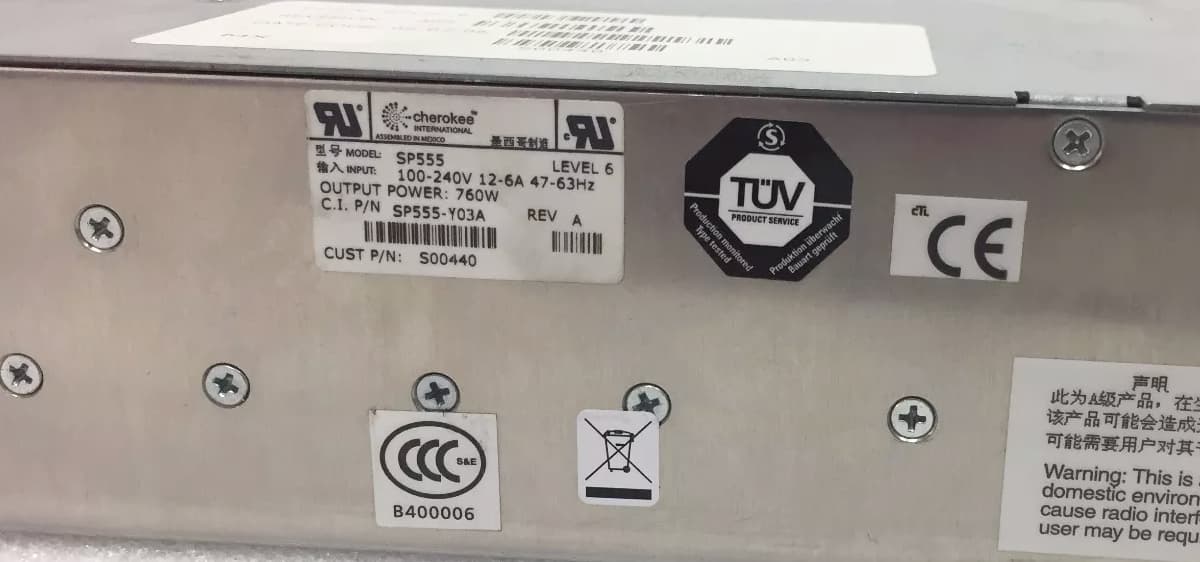 cherokee™
INTERNATIONAL
ASSEMBLED IN MEXICO
墨西哥制造
型号 MODEL: SP555
LEVEL 6
输入 INPUT: 100-240V 12-6A 47-63Hz
OUTPUT POWER: 760W
C.I. P/N SP555-Y03A REV A
CUST P/N: S00440
TÜV
PRODUCT SERVICE
Production monitored
Type tested
Produktion überwacht
Bauart geprüft
cTL
CE
CCC S&E
B400006
声明
此为A级产品，在
该产品可能会造成
可能需要用户对其
Warning: This is
domestic environ
cause radio interf
user may be requ